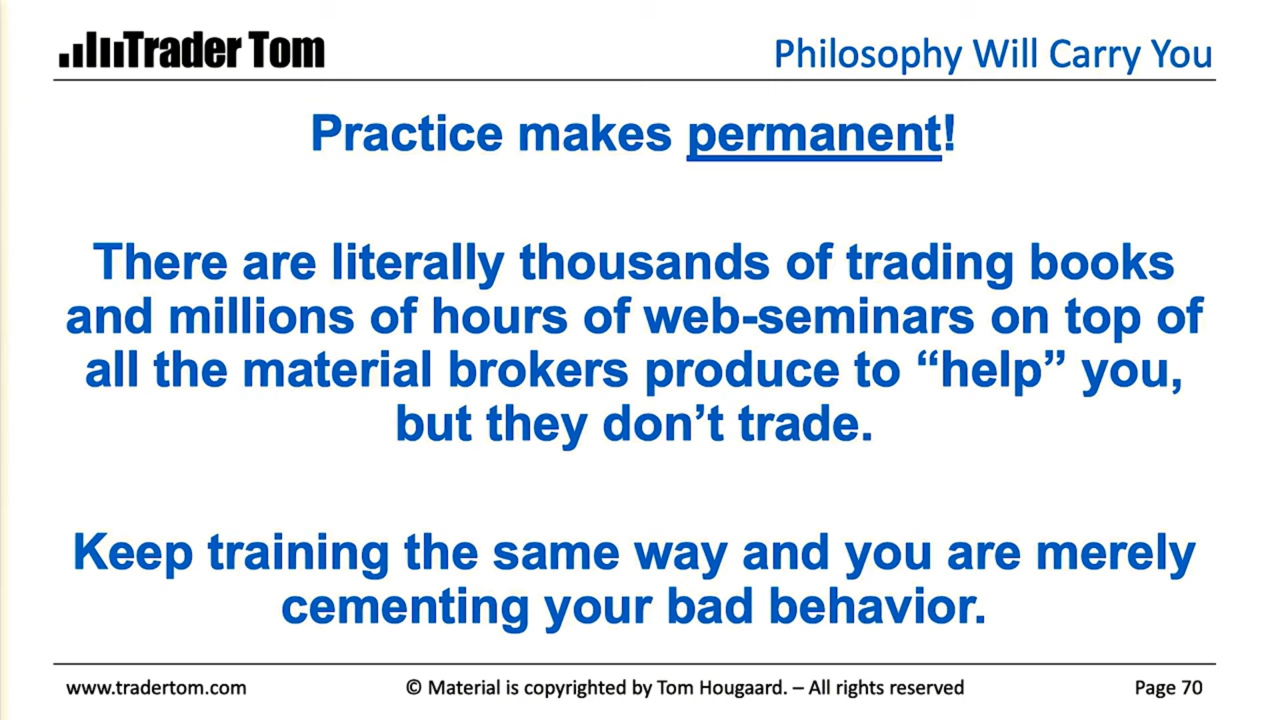 Trader Tom
Philosophy Will Carry You
Practice makes permanent!
There are literally thousands of trading books
and millions of hours of web-seminars on top of
all the material brokers produce to “help” you,
but they don’t trade.
Keep training the same way and you are merely
cementing your bad behavior.
www.tradertom.com
© Material is copyrighted by Tom Hougaard. – All rights reserved
Page 70